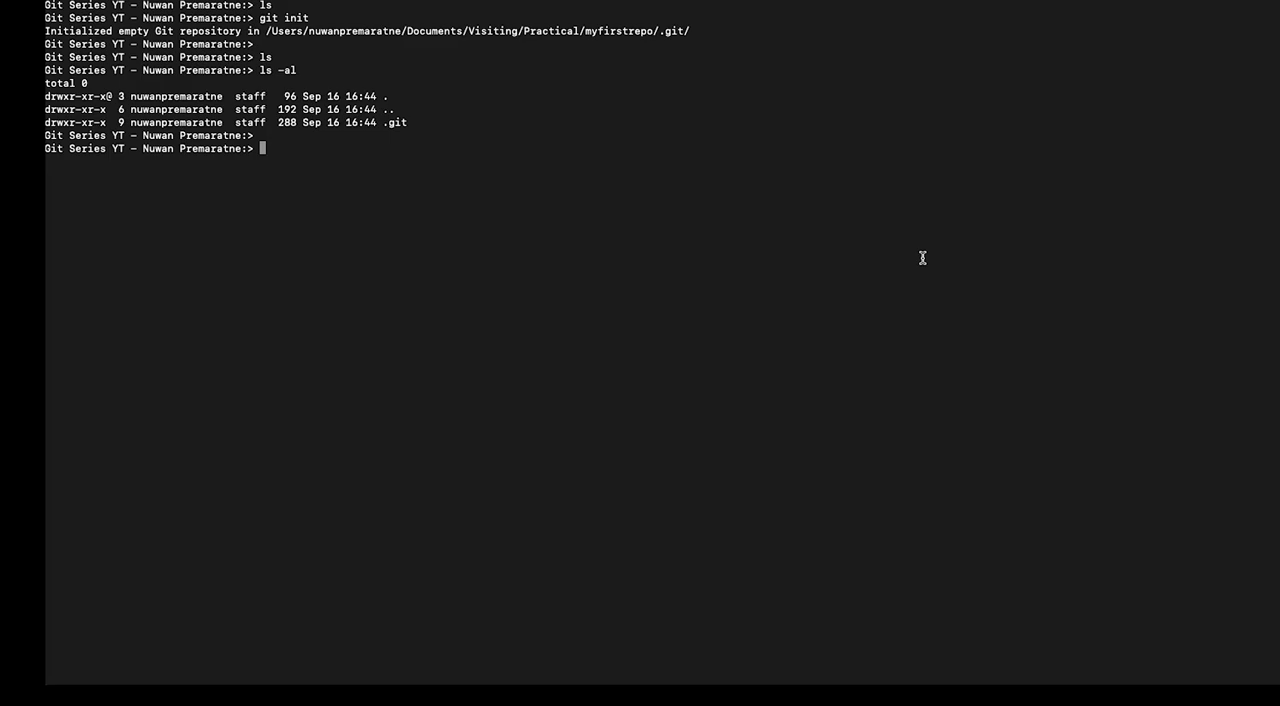 Git Series YT - Nuwan Premaratne:> ls
Git Series YT - Nuwan Premaratne:> git init
Initialized empty Git repository in /Users/nuwanpremaratne/Documents/Visiting/Practical/myfirstrepo/.git/
Git Series YT - Nuwan Premaratne:>
Git Series YT - Nuwan Premaratne:> ls
Git Series YT - Nuwan Premaratne:> ls -al
total 0
drwxr-xr-x@ 3 nuwanpremaratne  staff   96 Sep 16 16:44 .
drwxr-xr-x  6 nuwanpremaratne  staff  192 Sep 16 16:44 ..
drwxr-xr-x  9 nuwanpremaratne  staff  288 Sep 16 16:44 .git
Git Series YT - Nuwan Premaratne:>
Git Series YT - Nuwan Premaratne:>